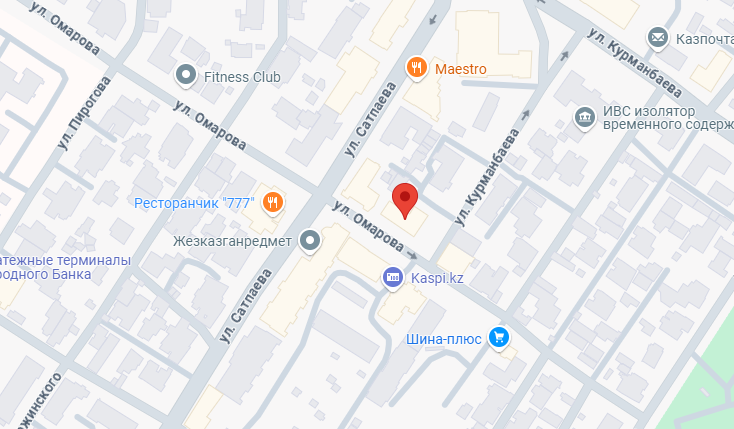 ул. Омарова
ул. Курманбаева
Казпочта
Maestro
Fitness Club
ул. Пирогова
ул. Омарова
ул. Сатпаева
ИВС изолятор
временного содерж
ул. Курманбаева
Ресторанчик "777"
ул. Омарова
Жезказганредмет
атежные терминалы
родного Банка
Kaspi.kz
ул. Сатпаева
Шина-плюс
ржинского